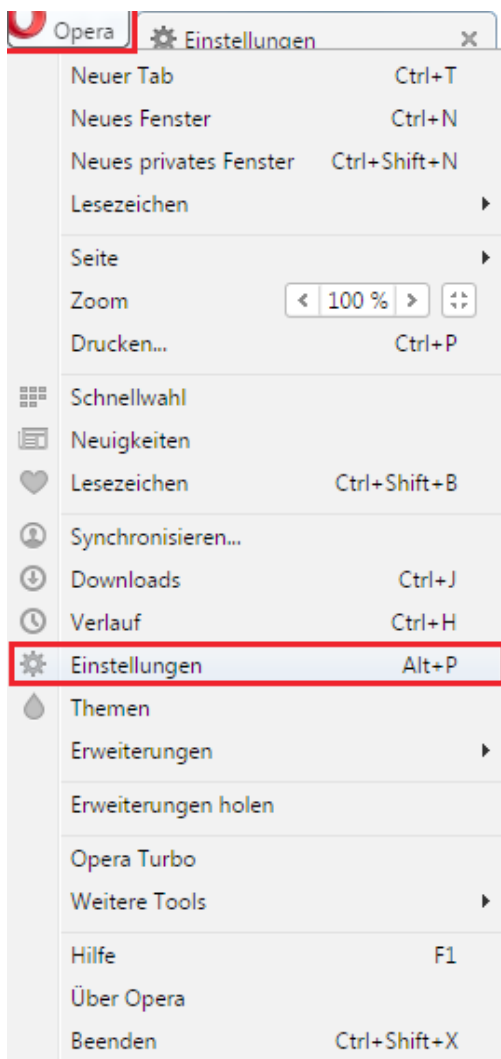 Opera Einstellungen
Neuer Tab Ctrl+T
Neues Fenster Ctrl+N
Neues privates Fenster Ctrl+Shift+N
Lesezeichen
Seite
Zoom 100 %
Drucken... Ctrl+P
Schnellwahl
Neuigkeiten
Lesezeichen Ctrl+Shift+B
Synchronisieren...
Downloads Ctrl+J
Verlauf Ctrl+H
Einstellungen Alt+P
Themen
Erweiterungen
Erweiterungen holen
Opera Turbo
Weitere Tools
Hilfe F1
Über Opera
Beenden Ctrl+Shift+X